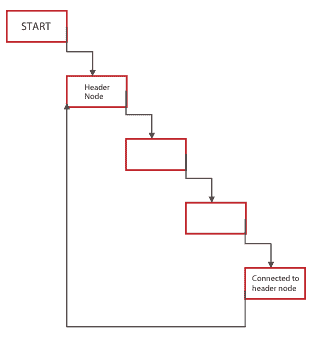 START
Header
Node
Connected to
header node